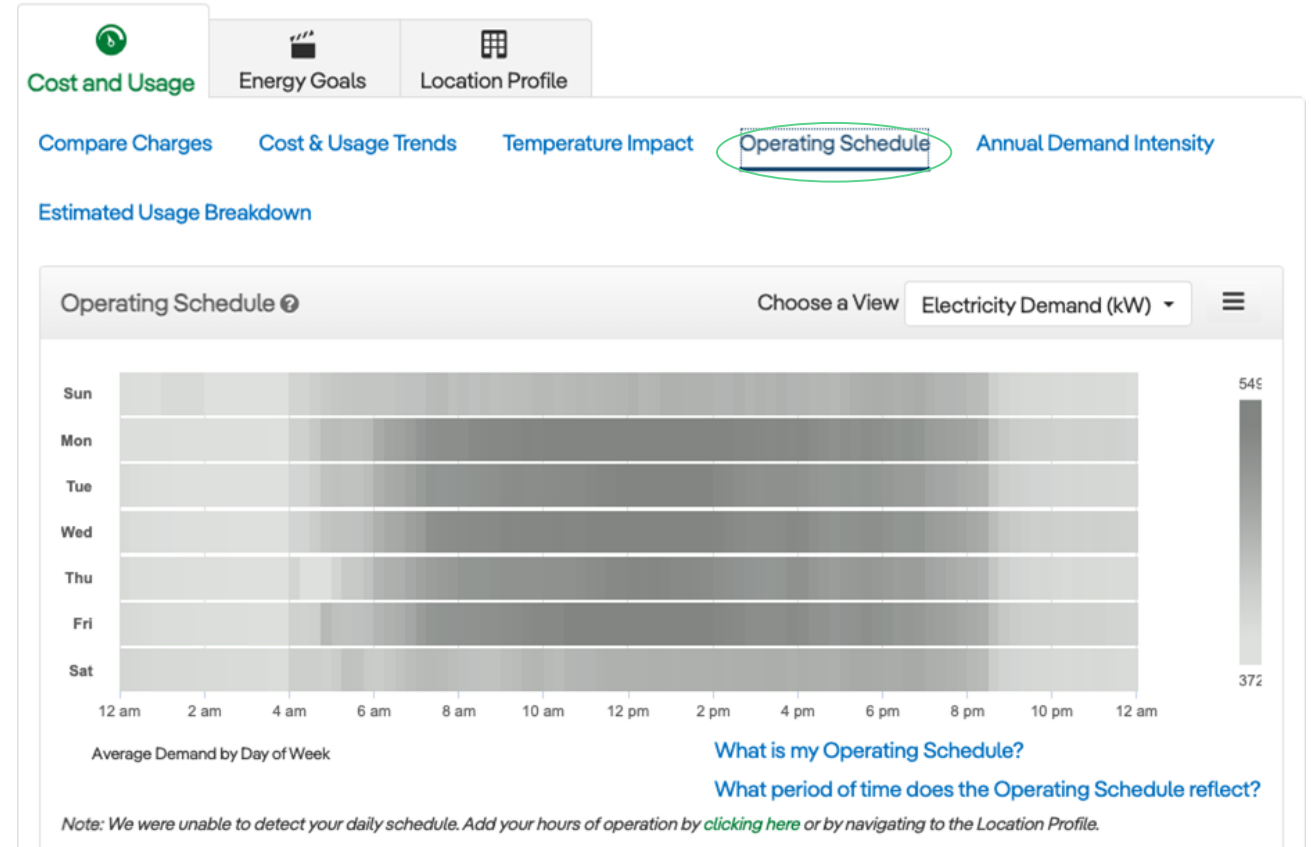 Cost and Usage
Energy Goals
Location Profile
Compare Charges
Cost & Usage Trends
Temperature Impact
Operating Schedule
Annual Demand Intensity
Estimated Usage Breakdown
Operating Schedule
Choose a View
Electricity Demand (kW)
549
Sun
Mon
Tue
Wed
Thu
Fri
Sat
372
12 am
2 am
4 am
6 am
8 am
10 am
12 pm
2 pm
4 pm
6 pm
8 pm
10 pm
12 am
Average Demand by Day of Week
What is my Operating Schedule?
What period of time does the Operating Schedule reflect?
Note: We were unable to detect your daily schedule. Add your hours of operation by clicking here or by navigating to the Location Profile.